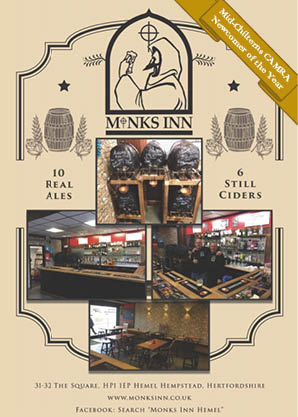 Mid-Chilterns CAMRA
Newcomer of the Year
MONKS INN
10
REAL
ALES
6
STILL
CIDERS
31-32 THE SQUARE, HP1 1EP HEMEL HEMPSTEAD, HERTFORDSHIRE
WWW.MONKSINN.CO.UK
FACEBOOK: SEARCH "MONKS INN HEMEL"